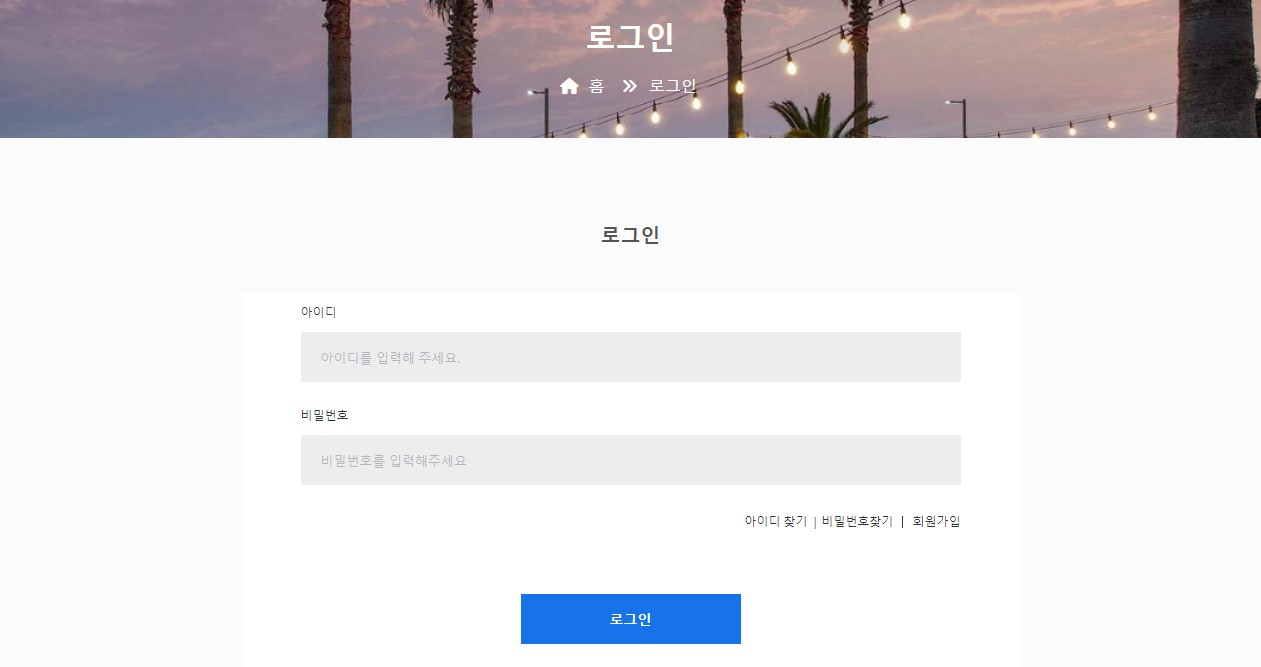 로그인
홈 로그인
로그인
아이디
아이디를 입력해 주세요.
비밀번호
비밀번호를 입력해주세요
아이디 찾기 | 비밀번호찾기 | 회원가입
로그인